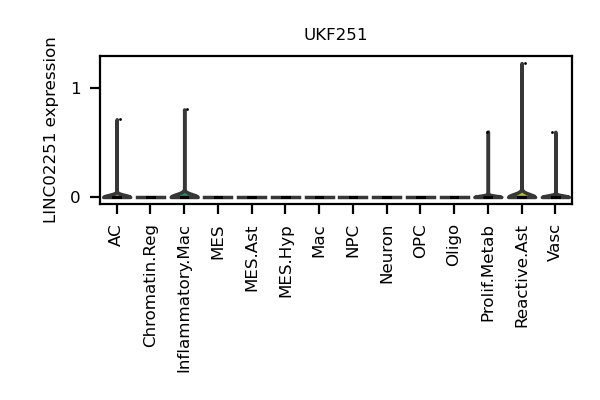 UKF251
LINC02251 expression
1
0
AC
Chromatin.Reg
Inflammatory.Mac
MES
MES.Ast
MES.Hyp
Mac
NPC
Neuron
OPC
Oligo
Prolif.Metab
Reactive.Ast
Vasc